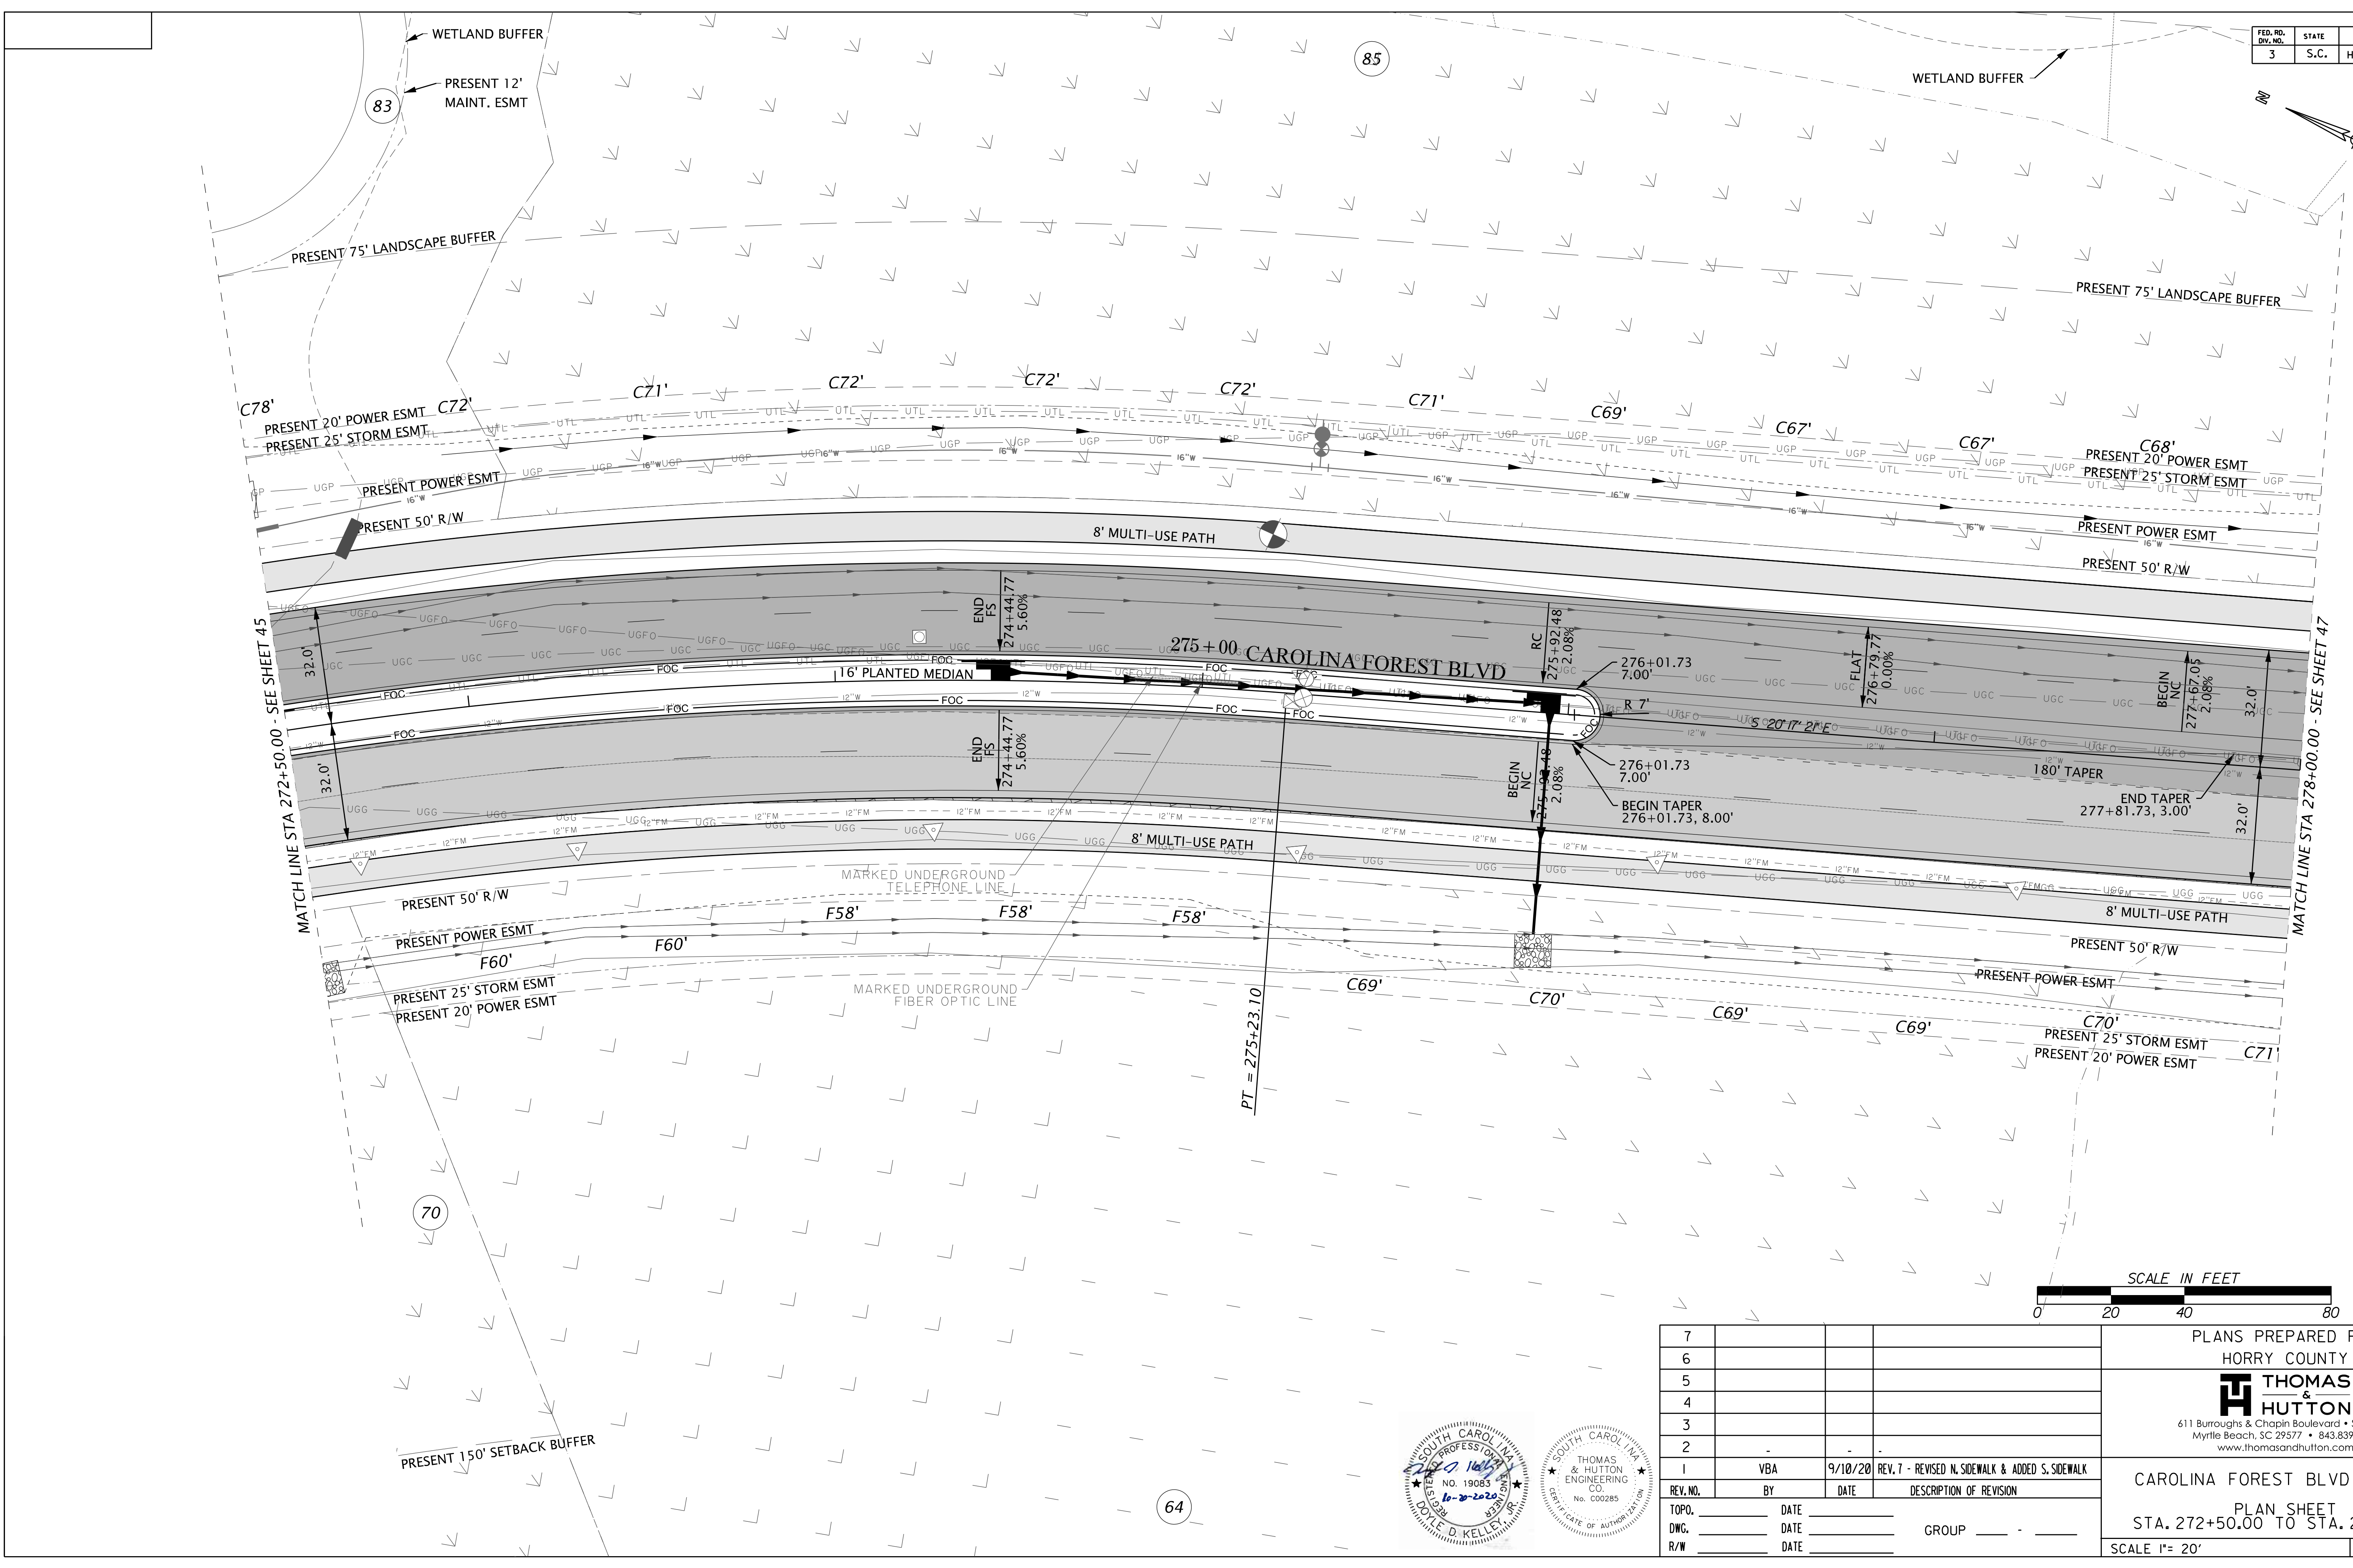 WETLAND BUFFER
PRESENT 12'
MAINT. ESMT
83
85
WETLAND BUFFER
FED. RD.
DIV. NO.
STATE
3
S.C.
PRESENT 75' LANDSCAPE BUFFER
PRESENT 75' LANDSCAPE BUFFER
C78'
C72'
C71'
C72'
C72'
C72'
C71'
C69'
C67'
C67'
C68'
PRESENT 20' POWER ESMT
PRESENT 25' STORM ESMT
PRESENT POWER ESMT
PRESENT 50' R/W
PRESENT 20' POWER ESMT
PRESENT 25' STORM ESMT
PRESENT POWER ESMT
PRESENT 50' R/W
UTL
UGP
16"W
8' MULTI-USE PATH
MATCH LINE STA 272+50.00 - SEE SHEET 45
MATCH LINE STA 278+00.00 - SEE SHEET 47
32.0'
32.0'
UGFO
UGC
END
FS
274+44.77
5.60%
275+00
CAROLINA FOREST BLVD
16' PLANTED MEDIAN
FOC
12"W
RC
275+92.48
2.08%
276+01.73
7.00'
R 7'
FLAT
276+79.77
0.00%
BEGIN
NC
277+67.05
2.08%
32.0'
32.0'
END
FS
274+44.77
5.60%
BEGIN
NC
275+92.48
2.08%
276+01.73
7.00'
BEGIN TAPER
276+01.73, 8.00'
180' TAPER
END TAPER
277+81.73, 3.00'
UGG
12"FM
8' MULTI-USE PATH
8' MULTI-USE PATH
MARKED UNDERGROUND
TELEPHONE LINE
PRESENT 50' R/W
PRESENT POWER ESMT
F60'
F60'
F58'
F58'
F58'
PRESENT 25' STORM ESMT
PRESENT 20' POWER ESMT
MARKED UNDERGROUND
FIBER OPTIC LINE
PT = 275+23.10
C69'
C70'
C69'
C69'
C70'
C71'
PRESENT 50' R/W
PRESENT POWER ESMT
PRESENT 25' STORM ESMT
PRESENT 20' POWER ESMT
70
PRESENT 150' SETBACK BUFFER
64
SCALE IN FEET
0 20 40 80
7
6
5
4
3
2 - - -
1 VBA 9/10/20 REV. 7 - REVISED N. SIDEWALK & ADDED S. SIDEWALK
REV. NO. BY DATE DESCRIPTION OF REVISION
TOPO. DATE
DWG. DATE
R/W DATE
GROUP -
PLANS PREPARED
HORRY COUNTY
THOMAS
&
HUTTON
611 Burroughs & Chapin Boulevard •
Myrtle Beach, SC 29577 • 843.839
www.thomasandhutton.com
CAROLINA FOREST BLVD
PLAN SHEET
STA. 272+50.00 TO STA. 2
SCALE 1"= 20'
SOUTH CAROLINA
REGISTERED PROFESSIONAL ENGINEER
NO. 19083
10-20-2020
DOYLE D. KELLEY, JR.
SOUTH CAROLINA
THOMAS
& HUTTON
ENGINEERING
CO.
No. C00285
CERTIFICATE OF AUTHORIZATION